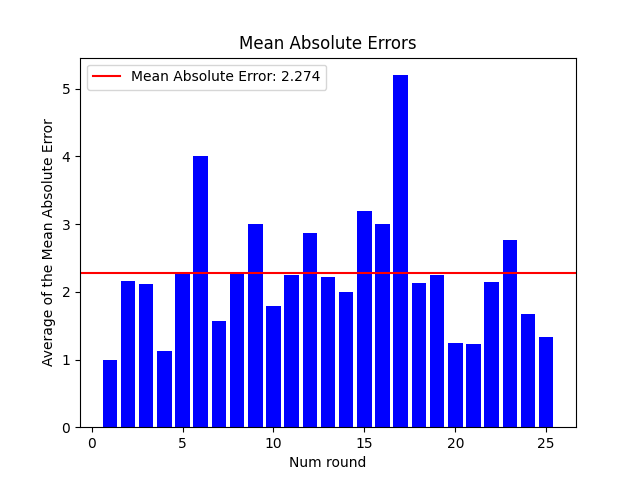 Mean Absolute Errors
Mean Absolute Error: 2.274
Average of the Mean Absolute Error
5
4
3
2
1
0
0 5 10 15 20 25
Num round